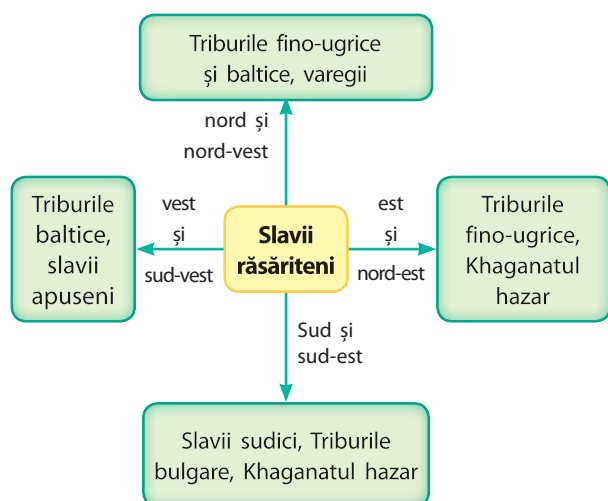 Triburile fino-ugrice
și baltice, varegii
nord și
nord-vest
Triburile
baltice,
slavii
apuseni
vest
și
sud-vest
Slavii
răsăriteni
est
și
nord-est
Triburile
fino-ugrice,
Khaganatul
hazar
Sud și
sud-est
Slavii sudici, Triburile
bulgare, Khaganatul hazar